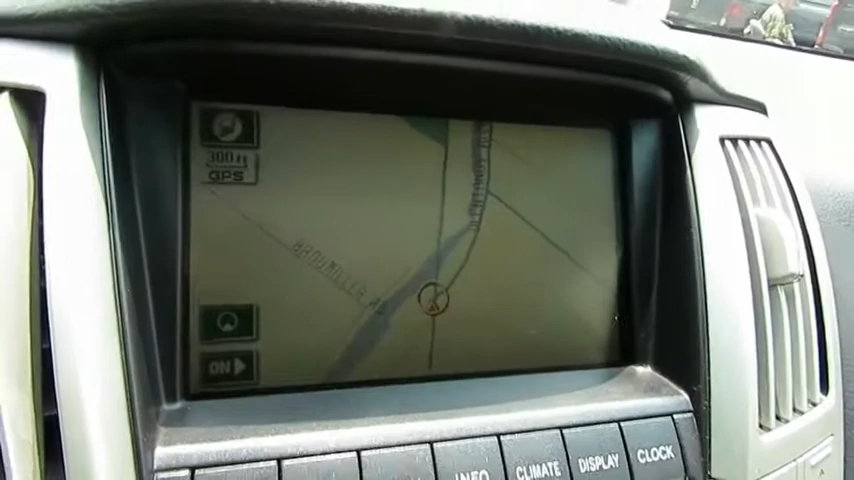 300 ft
GPS
ON
INFO
CLIMATE
DISPLAY
CLOCK